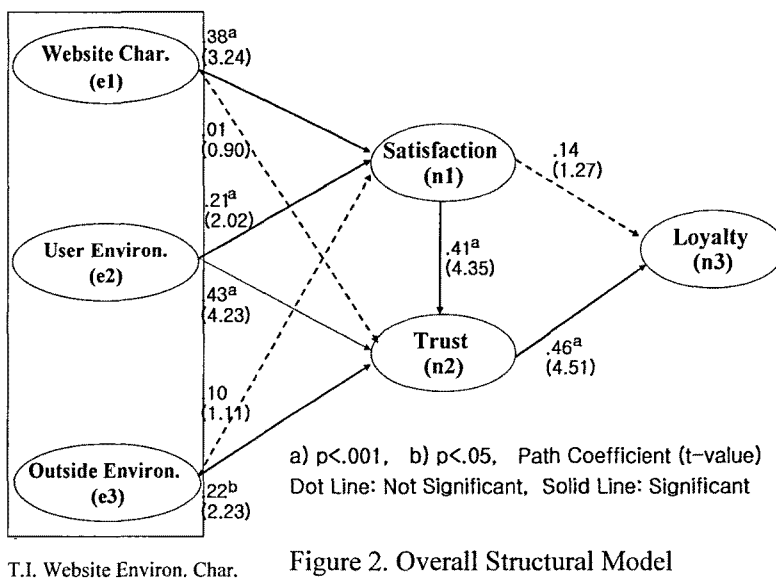 .38a
(3.24)
Website Char.
(e1)
.01
(0.90)
Satisfaction
(n1)
.14
(1.27)
.21a
(2.02)
User Environ.
(e2)
.41a
(4.35)
Loyalty
(n3)
.43a
(4.23)
Trust
(n2)
.46a
(4.51)
.10
(1.11)
Outside Environ.
(e3)
.22b
(2.23)
a) p<.001, b) p<.05, Path Coefficient (t-value)
Dot Line: Not Significant, Solid Line: Significant
T.I. Website Environ. Char.
Figure 2. Overall Structural Model